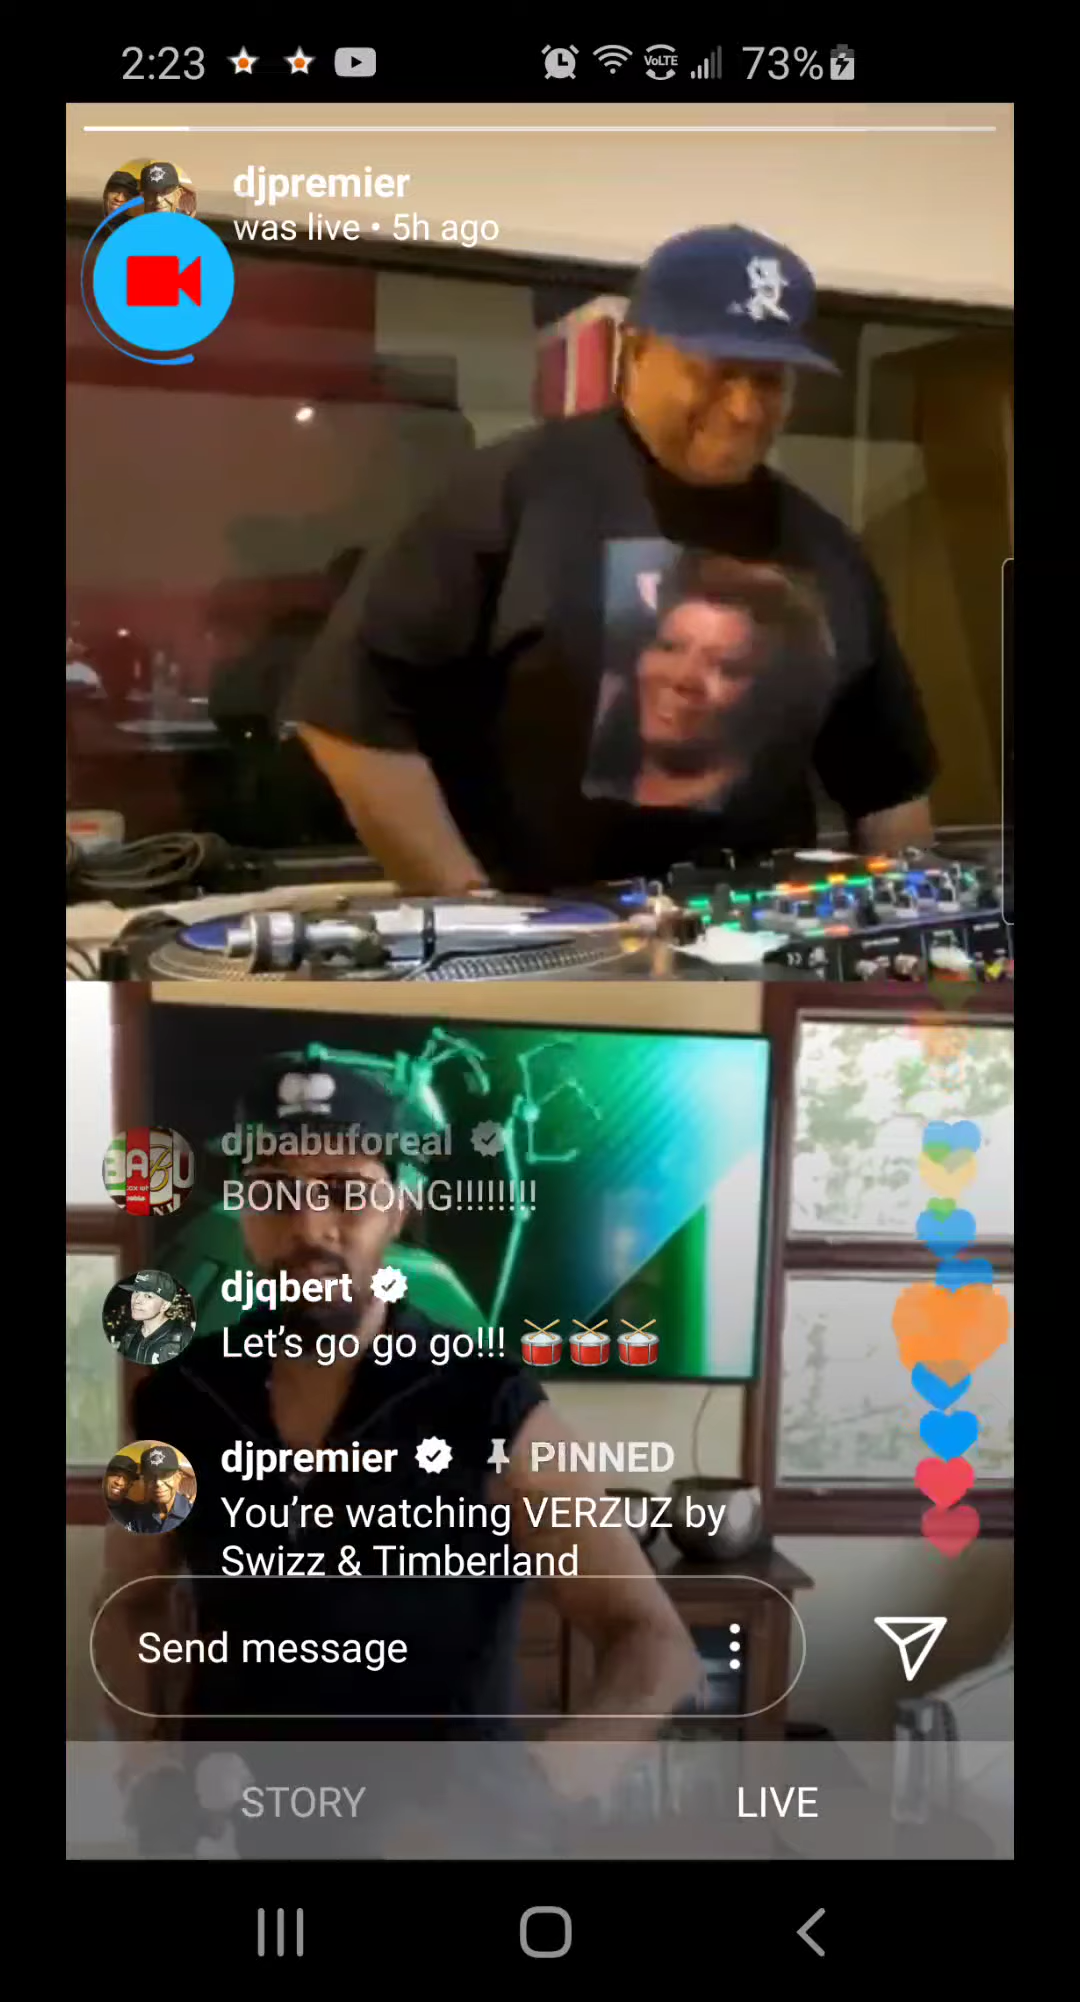 2:23
VoLTE
73%
djpremier
was live • 5h ago
djbabuforeal
BONG BONG!!!!!!!!
djqbert
Let’s go go go!!! 🥁🥁🥁
djpremier PINNED
You’re watching VERZUZ by
Swizz & Timberland
Send message
STORY
LIVE